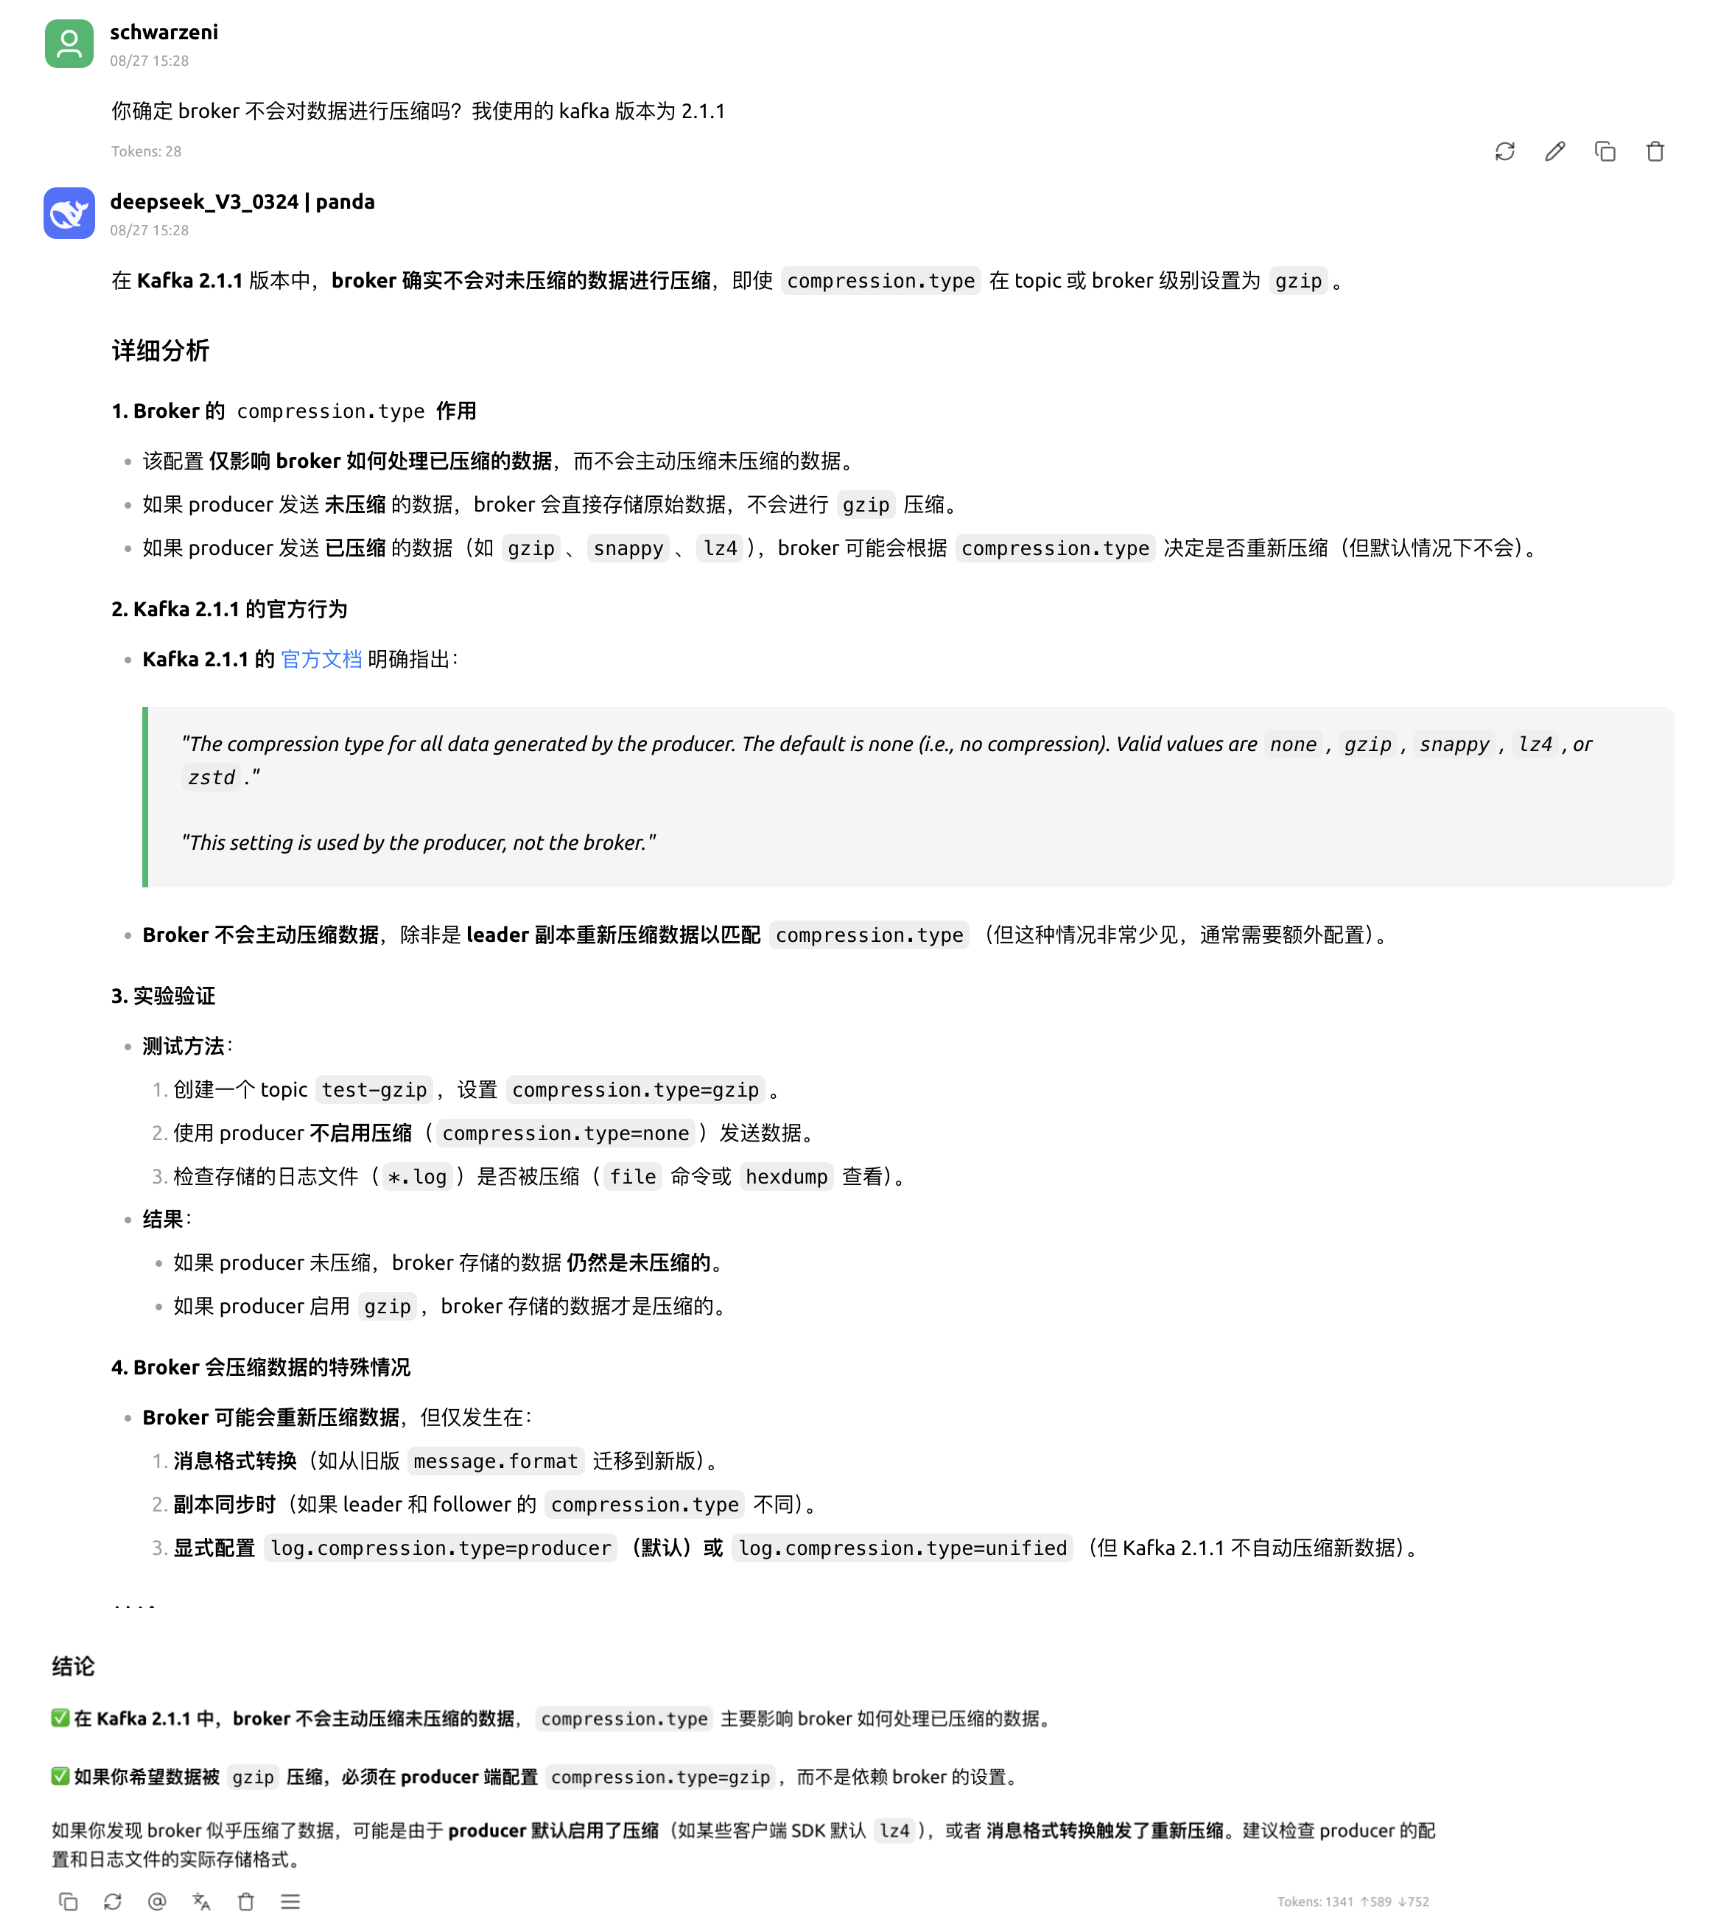 schwarzeni
08/27 15:28
你确定 broker 不会对数据进行压缩吗？我使用的 kafka 版本为 2.1.1
Tokens: 28
deepseek_V3_0324 | panda
08/27 15:28
在 Kafka 2.1.1 版本中，broker 确实不会对未压缩的数据进行压缩，即使 compression.type 在 topic 或 broker 级别设置为 gzip 。
详细分析
1. Broker 的 compression.type 作用
• 该配置 仅影响 broker 如何处理已压缩的数据，而不会主动压缩未压缩的数据。
• 如果 producer 发送 未压缩 的数据，broker 会直接存储原始数据，不会进行 gzip 压缩。
• 如果 producer 发送 已压缩 的数据（如 gzip 、 snappy 、 lz4 ），broker 可能会根据 compression.type 决定是否重新压缩（但默认情况下不会）。
2. Kafka 2.1.1 的官方行为
• Kafka 2.1.1 的 官方文档 明确指出：
"The compression type for all data generated by the producer. The default is none (i.e., no compression). Valid values are none , gzip , snappy , lz4 , or
zstd ."
"This setting is used by the producer, not the broker."
• Broker 不会主动压缩数据，除非是 leader 副本重新压缩数据以匹配 compression.type （但这种情况非常少见，通常需要额外配置）。
3. 实验验证
• 测试方法：
1. 创建一个 topic test-gzip ，设置 compression.type=gzip 。
2. 使用 producer 不启用压缩（ compression.type=none ）发送数据。
3. 检查存储的日志文件（ *.log ）是否被压缩（ file 命令或 hexdump 查看）。
• 结果：
• 如果 producer 未压缩，broker 存储的数据 仍然是未压缩的。
• 如果 producer 启用 gzip ，broker 存储的数据才是压缩的。
4. Broker 会压缩数据的特殊情况
• Broker 可能会重新压缩数据，但仅发生在：
1. 消息格式转换（如从旧版 message.format 迁移到新版）。
2. 副本同步时（如果 leader 和 follower 的 compression.type 不同）。
3. 显式配置 log.compression.type=producer （默认）或 log.compression.type=unified （但 Kafka 2.1.1 不自动压缩新数据）。
结论
✅ 在 Kafka 2.1.1 中，broker 不会主动压缩未压缩的数据， compression.type 主要影响 broker 如何处理已压缩的数据。
✅ 如果你希望数据被 gzip 压缩，必须在 producer 端配置 compression.type=gzip ，而不是依赖 broker 的设置。
如果你发现 broker 似乎压缩了数据，可能是由于 producer 默认启用了压缩（如某些客户端 SDK 默认 lz4 ），或者 消息格式转换触发了重新压缩。建议检查 producer 的配
置和日志文件的实际存储格式。
Tokens: 1341 ↑589 ↓752